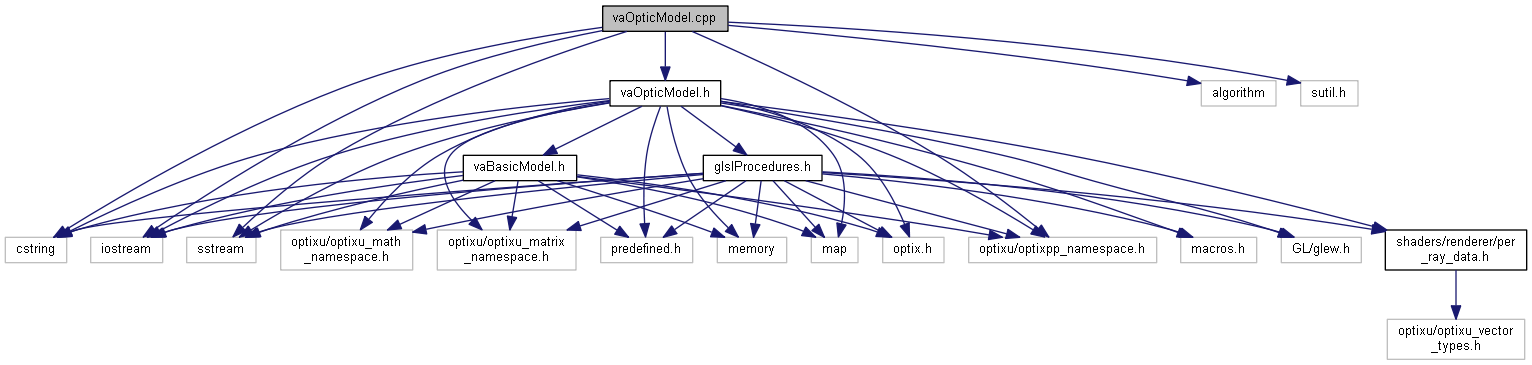 vaOpticModel.cpp
vaOpticModel.h
algorithm
sutil.h
vaBasicModel.h
glslProcedures.h
cstring
iostream
sstream
optixu/optixu_math
_namespace.h
optixu/optixu_matrix
_namespace.h
predefined.h
memory
map
optix.h
optixu/optixpp_namespace.h
macros.h
GL/glew.h
shaders/renderer/per
_ray_data.h
optixu/optixu_vector
_types.h